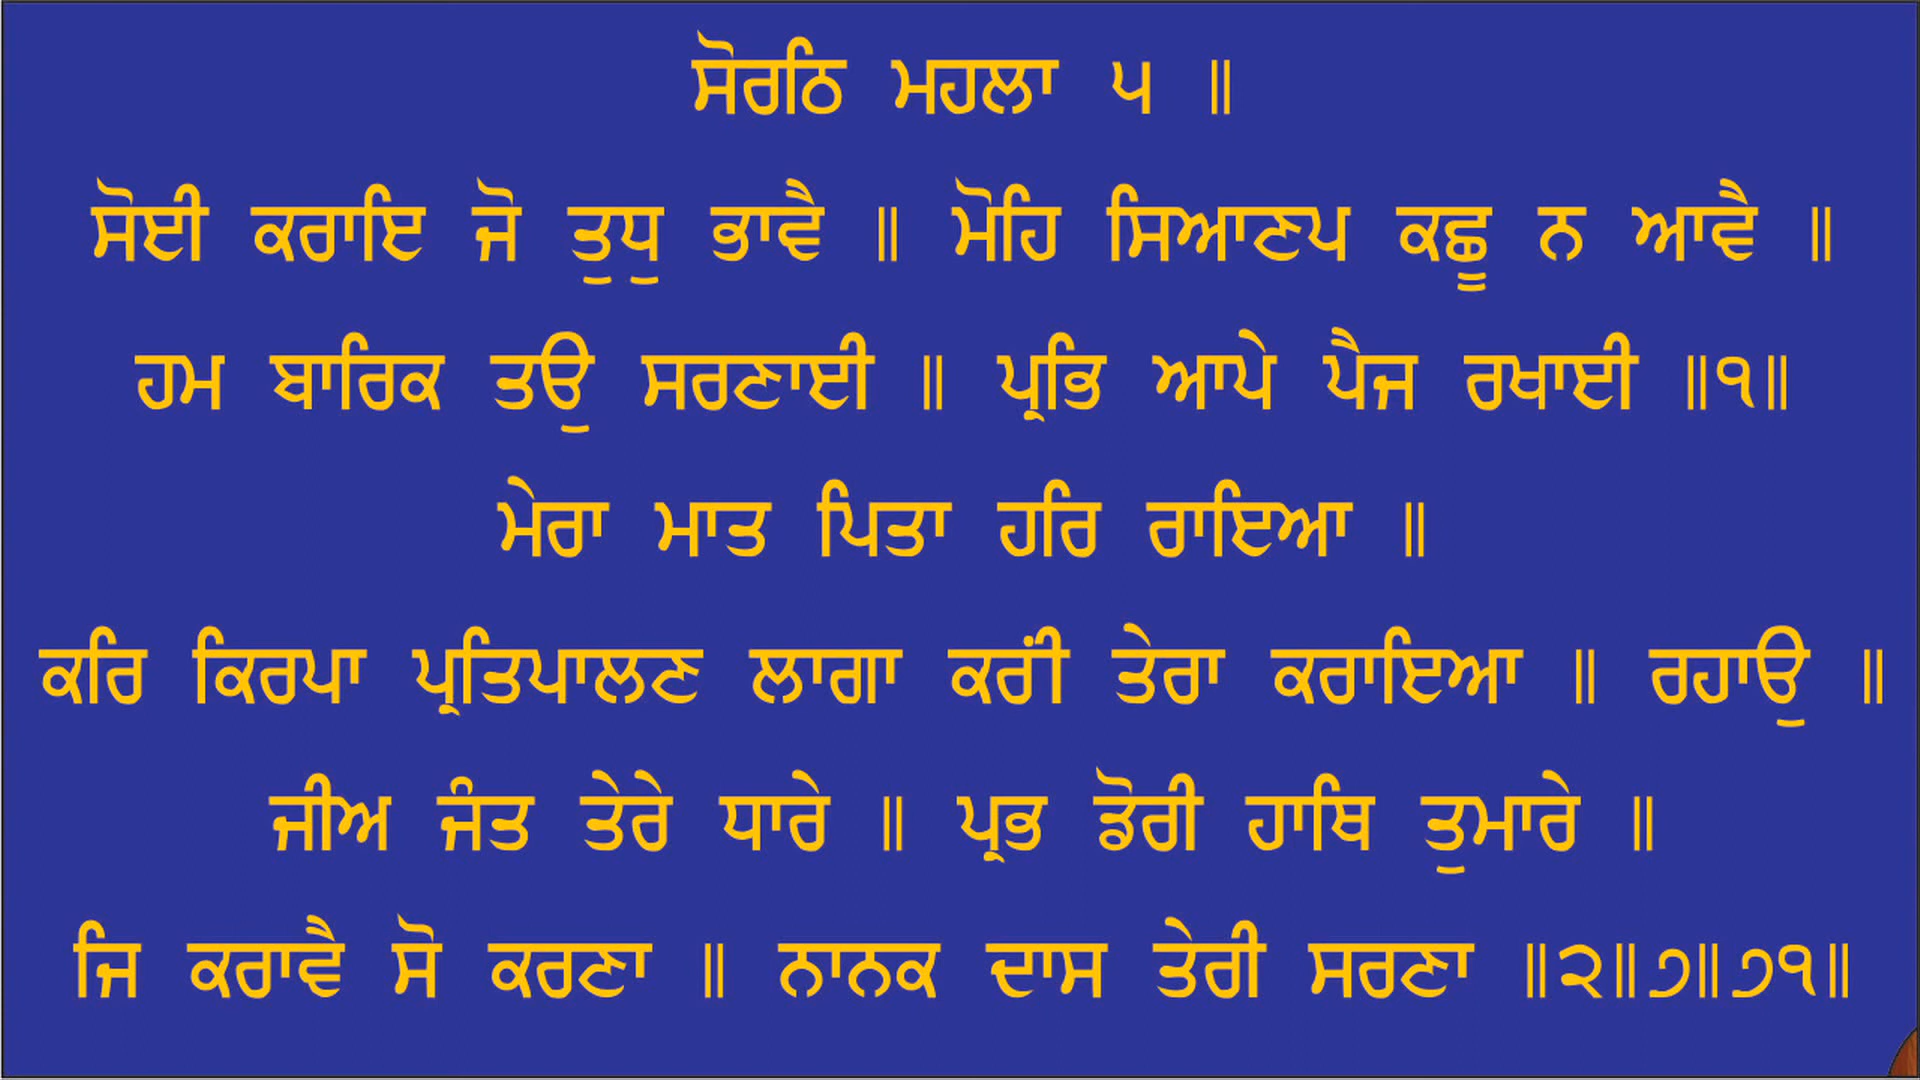 ਸੋਰਠਿ ਮਹਲਾ ੫ ॥
ਸੋਈ ਕਰਾਇ ਜੋ ਤੁਧੁ ਭਾਵੈ ॥ ਮੋਹਿ ਸਿਆਣਪ ਕਛੂ ਨ ਆਵੈ ॥
ਹਮ ਬਾਰਿਕ ਤਉ ਸਰਣਾਈ ॥ ਪ੍ਰਭਿ ਆਪੇ ਪੈਜ ਰਖਾਈ ॥੧॥
ਮੇਰਾ ਮਾਤ ਪਿਤਾ ਹਰਿ ਰਾਇਆ ॥
ਕਰਿ ਕਿਰਪਾ ਪ੍ਰਤਿਪਾਲਣ ਲਾਗਾ ਕਰੀਂ ਤੇਰਾ ਕਰਾਇਆ ॥ ਰਹਾਉ ॥
ਜੀਅ ਜੰਤ ਤੇਰੇ ਧਾਰੇ ॥ ਪ੍ਰਭ ਡੋਰੀ ਹਾਥਿ ਤੁਮਾਰੇ ॥
ਜਿ ਕਰਾਵੈ ਸੋ ਕਰਣਾ ॥ ਨਾਨਕ ਦਾਸ ਤੇਰੀ ਸਰਣਾ ॥੨॥੭॥੭੧॥